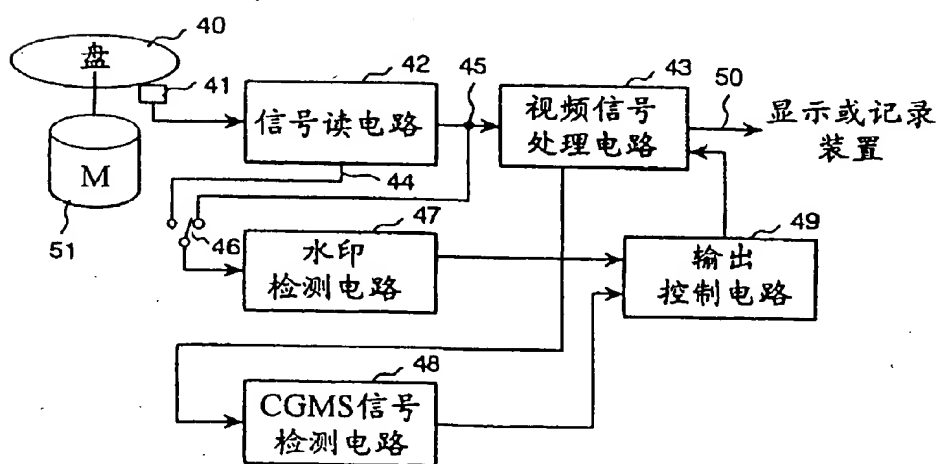 40
盘
41
42
信号读电路
45
43
视频信号
处理电路
50
显示或记录
装置
M
51
44
46
47
水印
检测电路
49
输出
控制电路
48
CGMS信号
检测电路